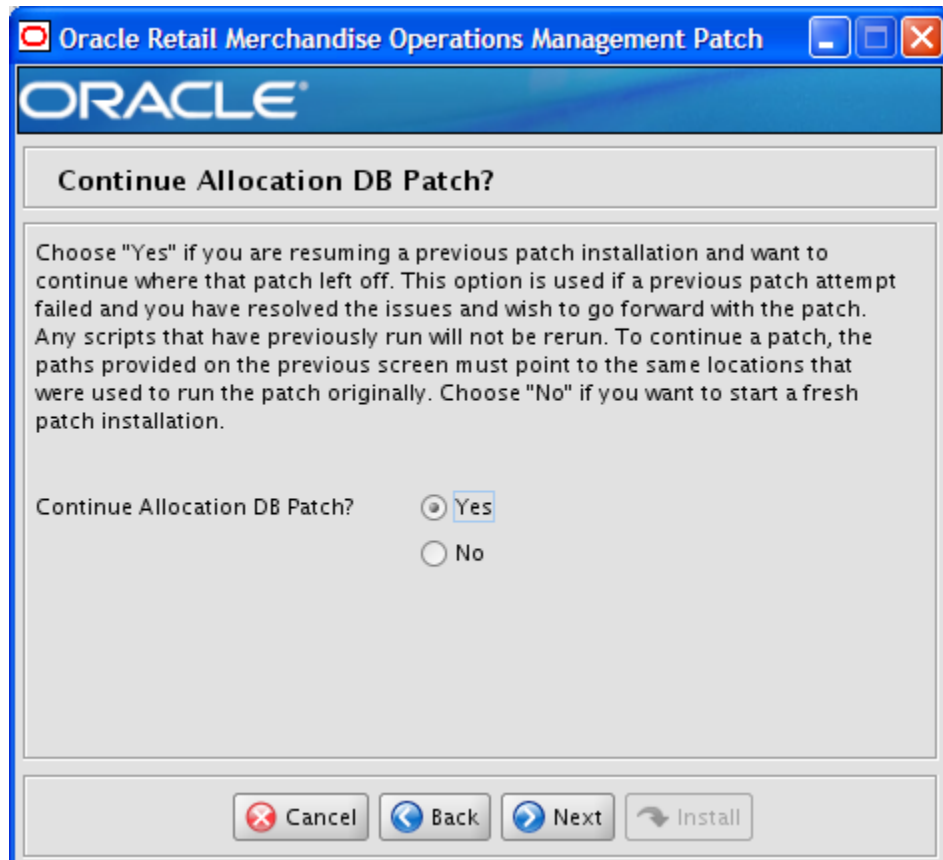 Oracle Retail Merchandise Operations Management Patch
ORACLE®
Continue Allocation DB Patch?
Choose "Yes" if you are resuming a previous patch installation and want to
continue where that patch left off. This option is used if a previous patch attempt
failed and you have resolved the issues and wish to go forward with the patch.
Any scripts that have previously run will not be rerun. To continue a patch, the
paths provided on the previous screen must point to the same locations that
were used to run the patch originally. Choose "No" if you want to start a fresh
patch installation.
Continue Allocation DB Patch? Yes
No
Cancel Back Next Install